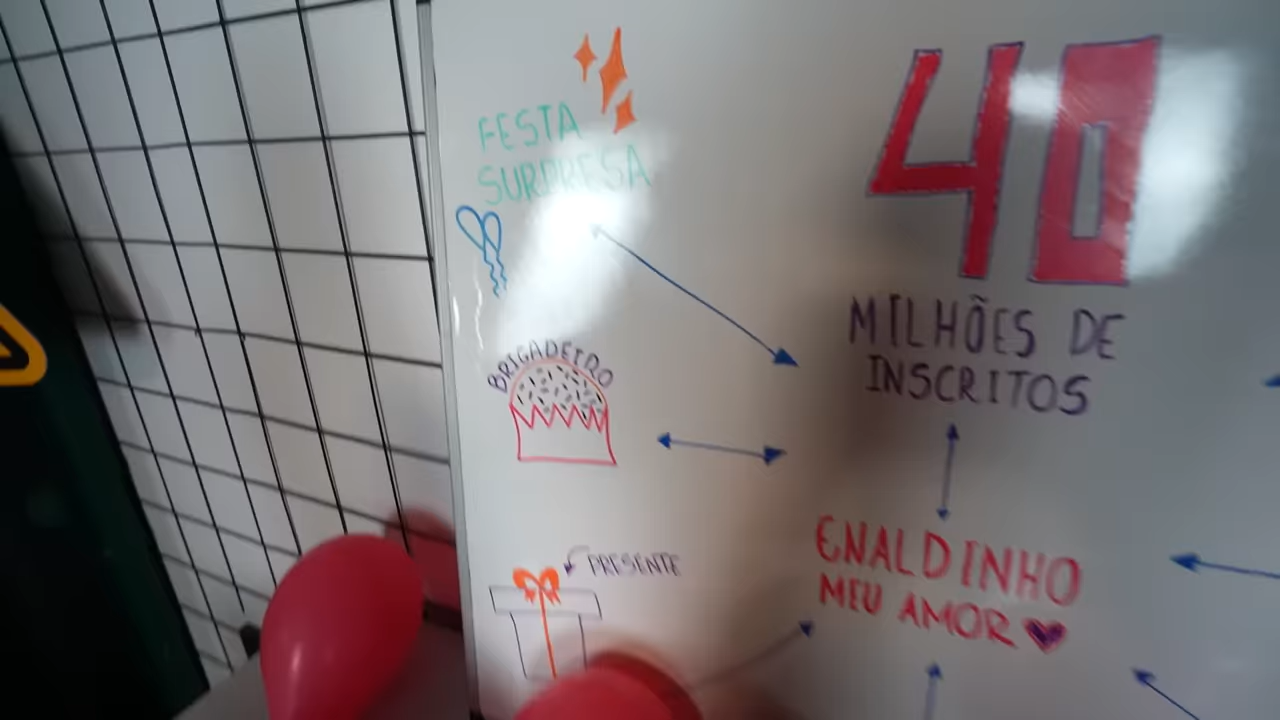 FESTA
SURPRESA
BRIGADEIRO
PRESENTE
40
MILHÕES DE
INSCRITOS
ENALDINHO
MEU AMOR